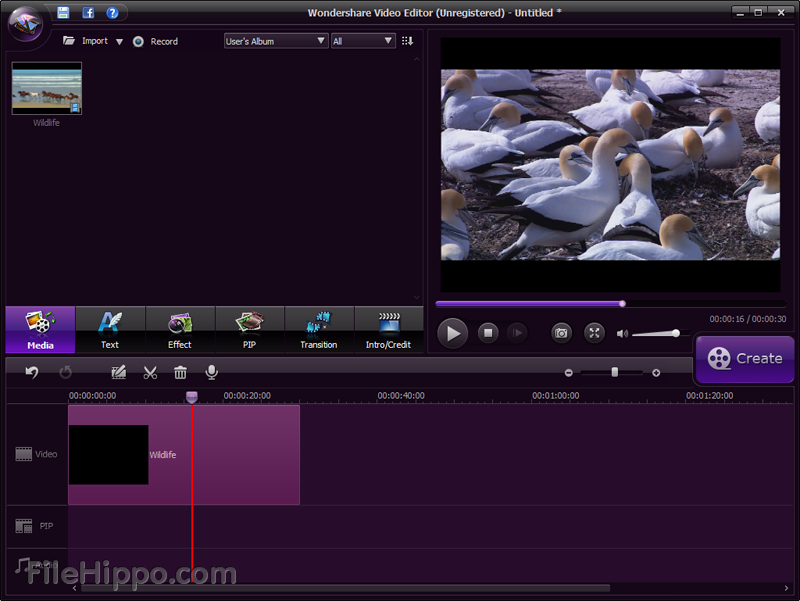 Wondershare Video Editor (Unregistered) - Untitled *
Import
Record
User's Album
All
Wildlife
00:00:16 / 00:00:30
Media
Text
Effect
PIP
Transition
Intro/Credit
Create
00:00:00:00
00:00:20:00
00:00:40:00
00:01:00:00
00:01:20:00
Video
Wildlife
PIP
FileHippo.com